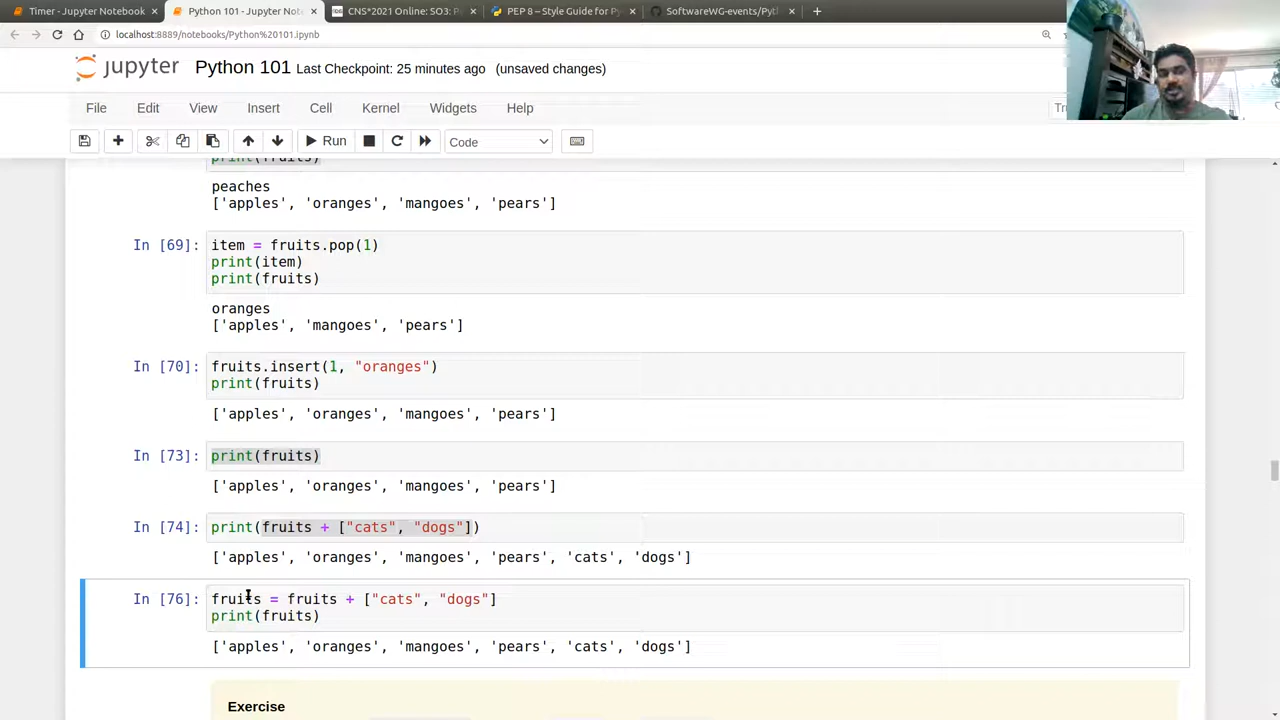 Timer - Jupyter Notebook
Python 101 - Jupyter Not
CNS*2021 Online: SO3: P
PEP 8 – Style Guide for P
SoftwareWG-events/Pyt
localhost:8889/notebooks/Python%20101.ipynb
jupyter Python 101 Last Checkpoint: 25 minutes ago (unsaved changes)
File Edit View Insert Cell Kernel Widgets Help
Run Code
print(fruits)
peaches
['apples', 'oranges', 'mangoes', 'pears']
In [69]: item = fruits.pop(1)
print(item)
print(fruits)
oranges
['apples', 'mangoes', 'pears']
In [70]: fruits.insert(1, "oranges")
print(fruits)
['apples', 'oranges', 'mangoes', 'pears']
In [73]: print(fruits)
['apples', 'oranges', 'mangoes', 'pears']
In [74]: print(fruits + ["cats", "dogs"])
['apples', 'oranges', 'mangoes', 'pears', 'cats', 'dogs']
In [76]: fruits = fruits + ["cats", "dogs"]
print(fruits)
['apples', 'oranges', 'mangoes', 'pears', 'cats', 'dogs']
Exercise